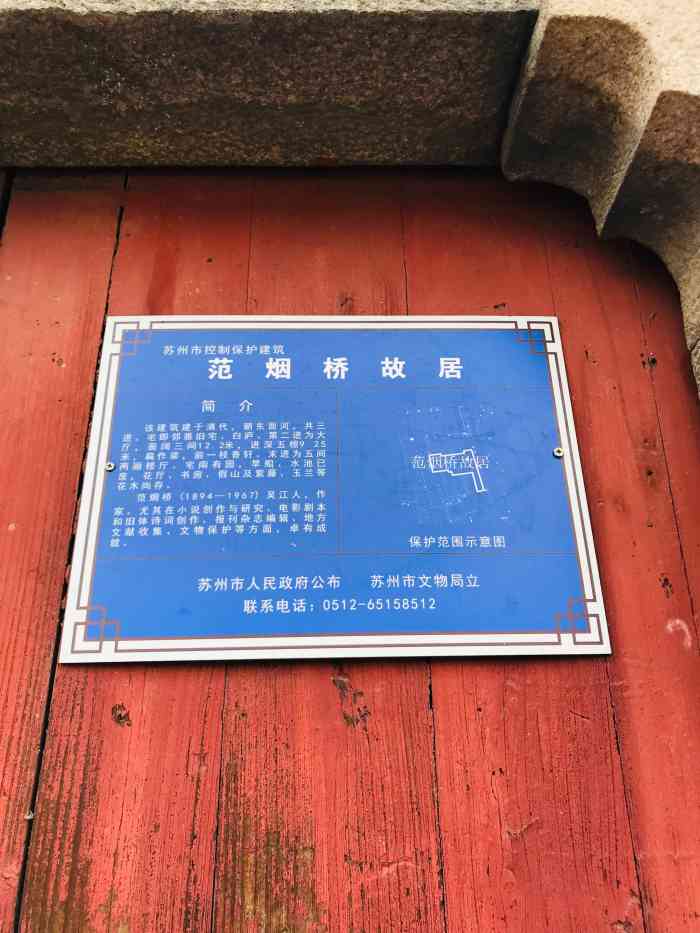 苏州市控制保护建筑
范烟桥故居
简 介
该建筑建于清代，朝东面河。共三
进，宅即邻雅旧宅。白庐。第二进为大
厅，面阔三间12.2米，进深五檩9.25
米，扁作梁，前一枝香轩。末进为五间
两厢楼厅。宅南有园，旱船、水池已
废，花厅、书房、假山及紫藤、玉兰等
花木尚存。
范烟桥（1894—1967）吴江人，作
家。尤其在小说创作与研究、电影剧本
和旧体诗词创作、报刊杂志编辑、地方
文献收集、文物保护等方面，卓有成
就。
范烟桥故居
保护范围示意图
苏州市人民政府公布 苏州市文物局立
联系电话：0512-65158512